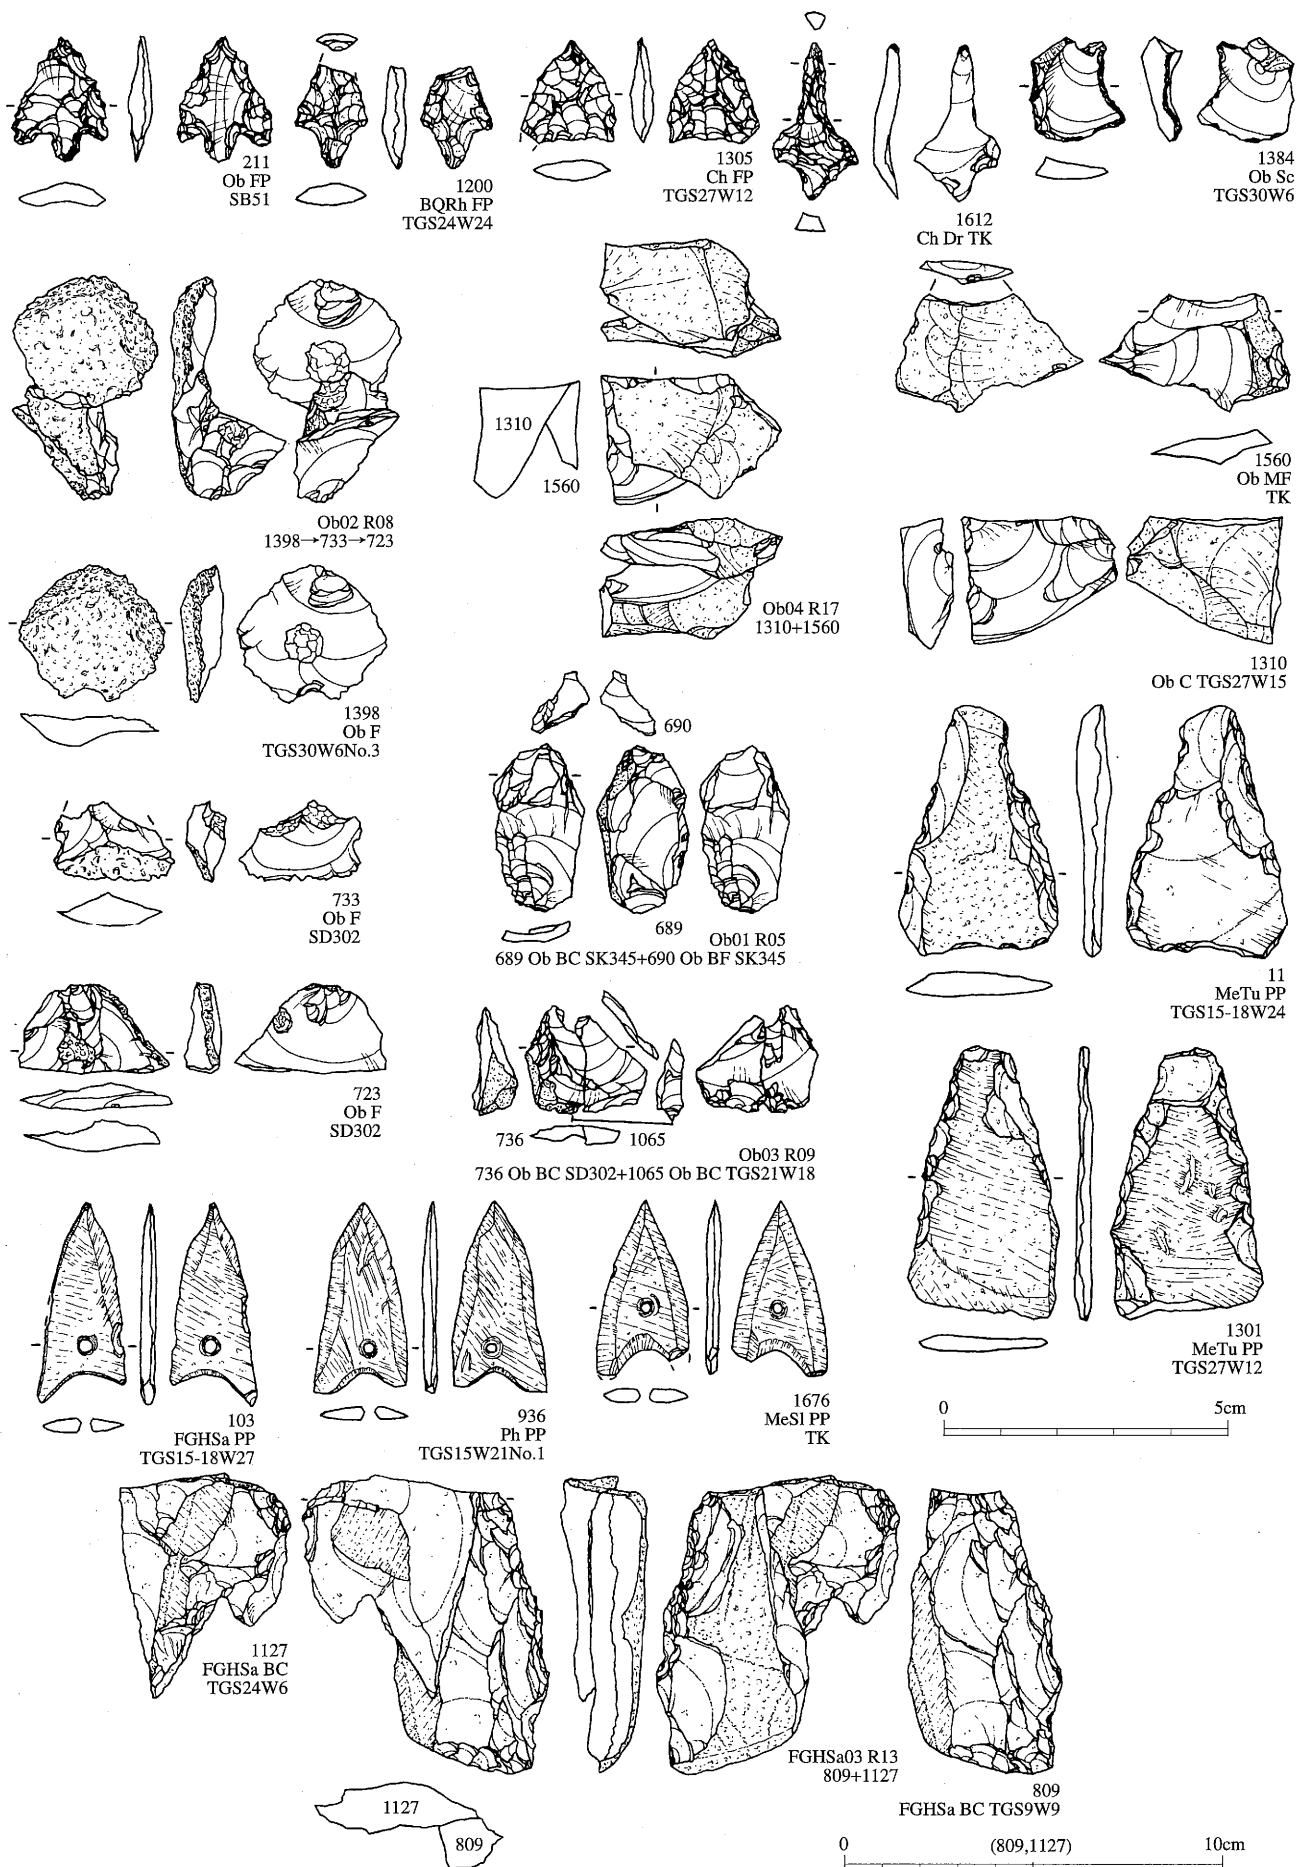 211
Ob FP
SB51
1200
BQRh FP
TGS24W24
1305
Ch FP
TGS27W12
1612
Ch Dr TK
1384
Ob Sc
TGS30W6
Ob02 R08
1398→733→723
1310
1560
Ob04 R17
1310+1560
1560
Ob MF
TK
1310
Ob C TGS27W15
1398
Ob F
TGS30W6No.3
690
689
Ob01 R05
689 Ob BC SK345+690 Ob BF SK345
733
Ob F
SD302
11
MeTu PP
TGS15-18W24
723
Ob F
SD302
736
1065
Ob03 R09
736 Ob BC SD302+1065 Ob BC TGS21W18
1301
MeTu PP
TGS27W12
103
FGHSa PP
TGS15-18W27
936
Ph PP
TGS15W21No.1
1676
MeSl PP
TK
0 5cm
1127
FGHSa BC
TGS24W6
FGHSa03 R13
809+1127
809
FGHSa BC TGS9W9
1127
809
0 (809,1127) 10cm